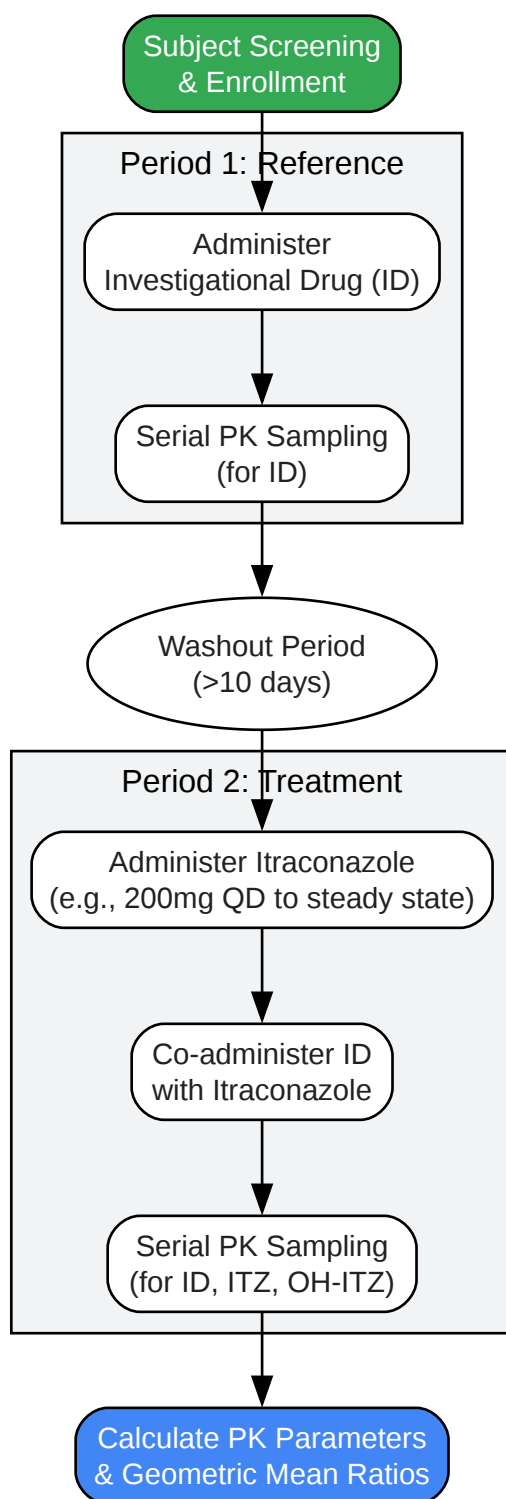 Subject Screening
& Enrollment
Period 1: Reference
Administer
Investigational Drug (ID)
Serial PK Sampling
(for ID)
Washout Period
(>10 days)
Period 2: Treatment
Administer Itraconazole
(e.g., 200mg QD to steady state)
Co-administer ID
with Itraconazole
Serial PK Sampling
(for ID, ITZ, OH-ITZ)
Calculate PK Parameters
& Geometric Mean Ratios